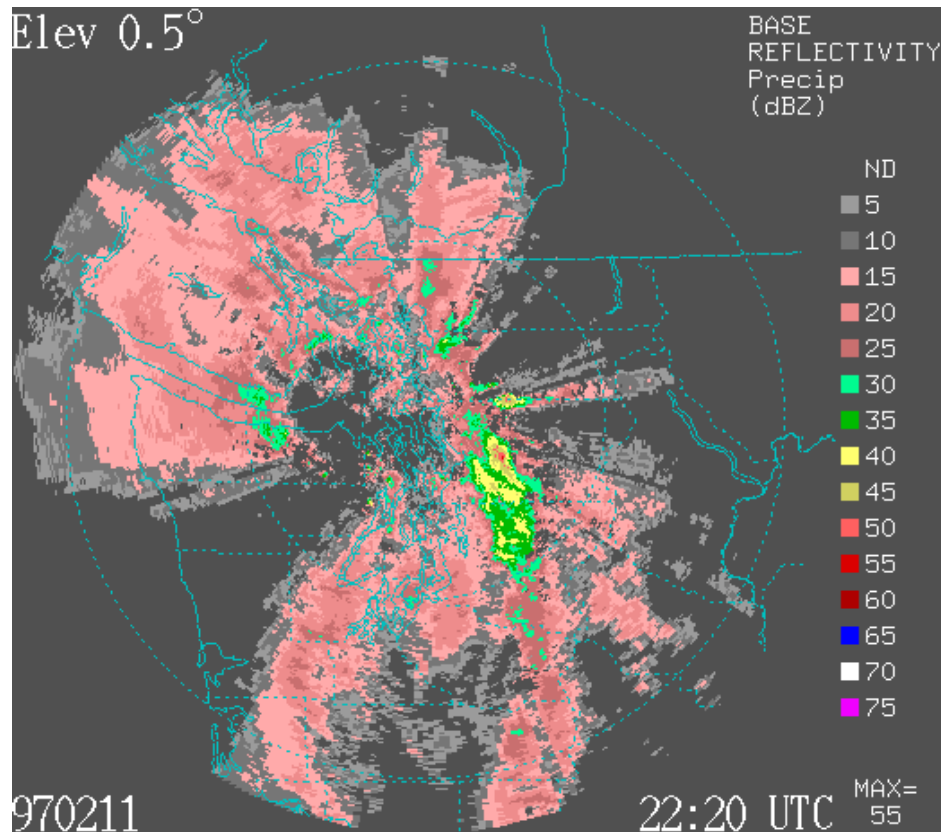 Elev 0.5°
BASE
REFLECTIVITY
Precip
(dBZ)
ND
5
10
15
20
25
30
35
40
45
50
55
60
65
70
75
970211
22:20 UTC
MAX=
55